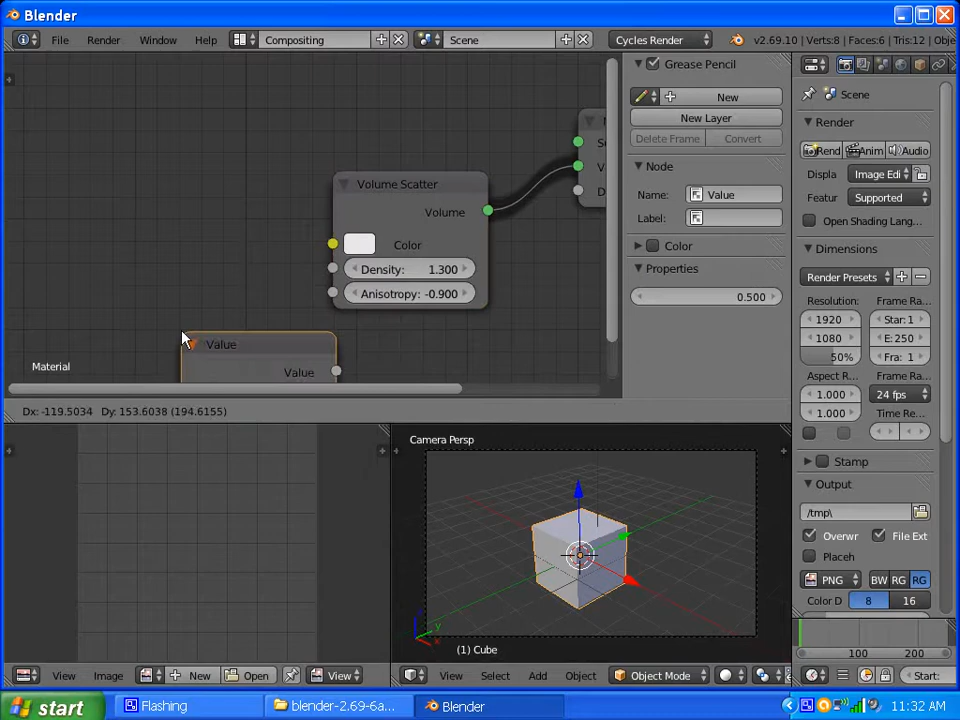 Blender
File Render Window Help Compositing Scene Cycles Render v2.69.10 | Verts:8 | Faces:6 | Tris:12 | Obje
Grease Pencil
New
New Layer
Delete Frame Convert
Node
Name: Value
Label:
Color
Properties
0.500
Volume Scatter
Volume
Color
Density: 1.300
Anisotropy: -0.900
Value
Value
Material
Dx: -119.5034 Dy: 153.6038 (194.6155)
Scene
Render
Rend Anim Audio
Displa Image Edi
Featur Supported
Open Shading Lang...
Dimensions
Render Presets
Resolution: Frame Ra...
1920 Star: 1
1080 E: 250
50% Fra: 1
Aspect R... Frame Ra...
1.000 24 fps
1.000 Time Re...
Stamp
Output
/tmp\
Overwr File Ext
Placeh
PNG BW RG RG
Color D 8 16
Camera Persp
(1) Cube
View Image New Open View
View Select Add Object Object Mode
0 100 200
Start:
start Flashing blender-2.69-6a... Blender 11:32 AM